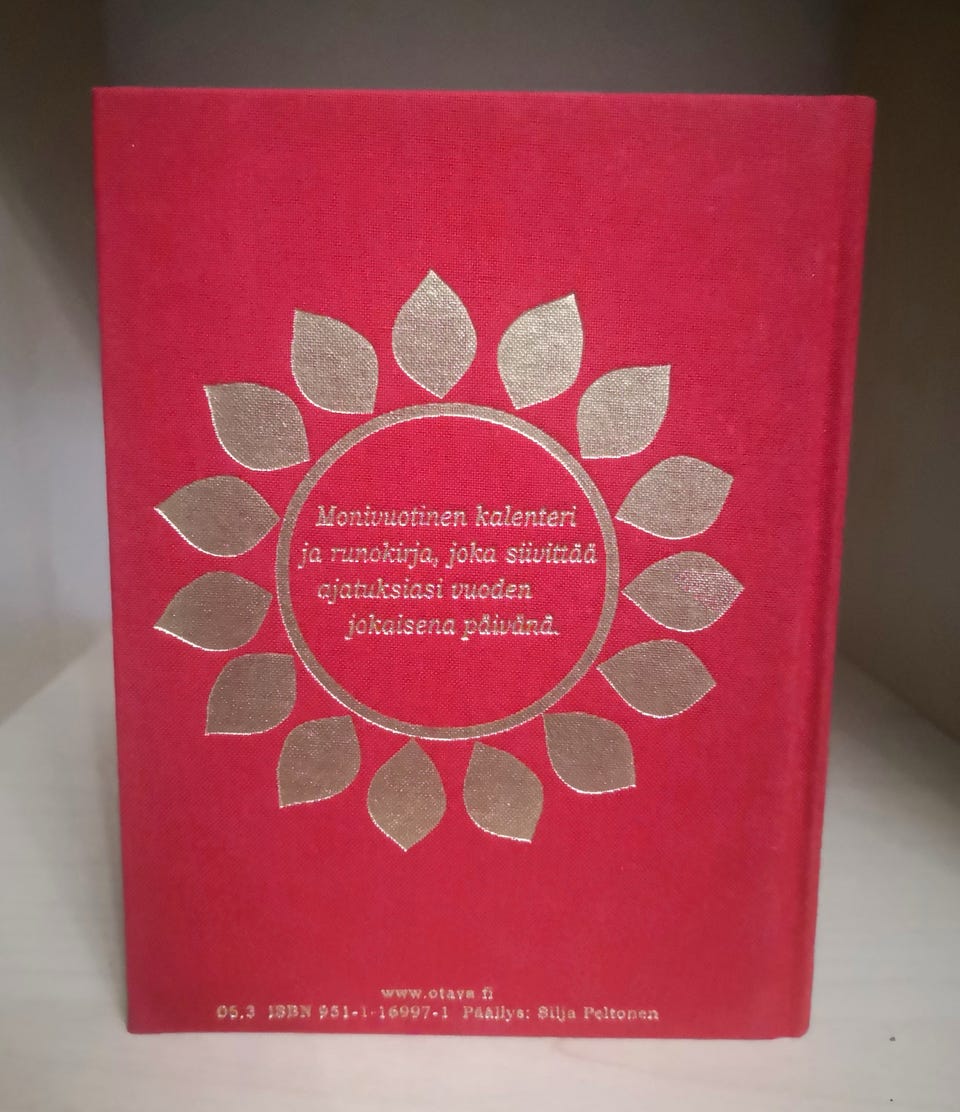 Monivuotinen kalenteri
ja runokirja, joka siivittää
ajatuksiasi vuoden
jokaisena päivänä.
www.otava.fi
06.3 ISBN 951-1-16997-1 Päällys: Silja Peltonen